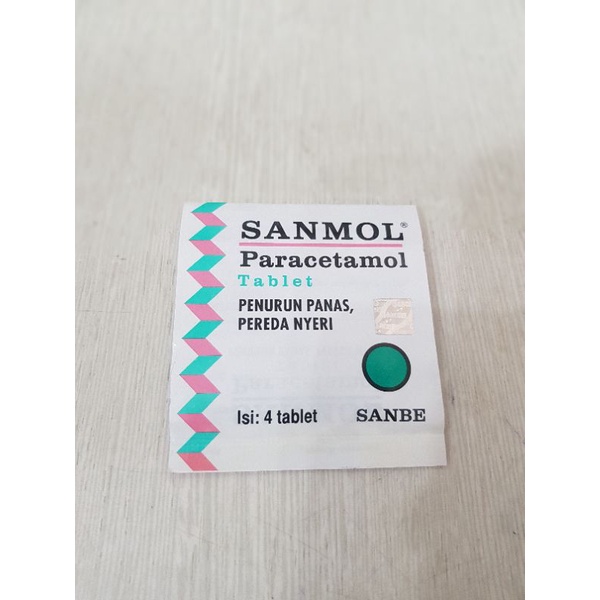 SANMOL®
Paracetamol
Tablet
PENURUN PANAS,
PEREDA NYERI
Isi: 4 tablet
SANBE